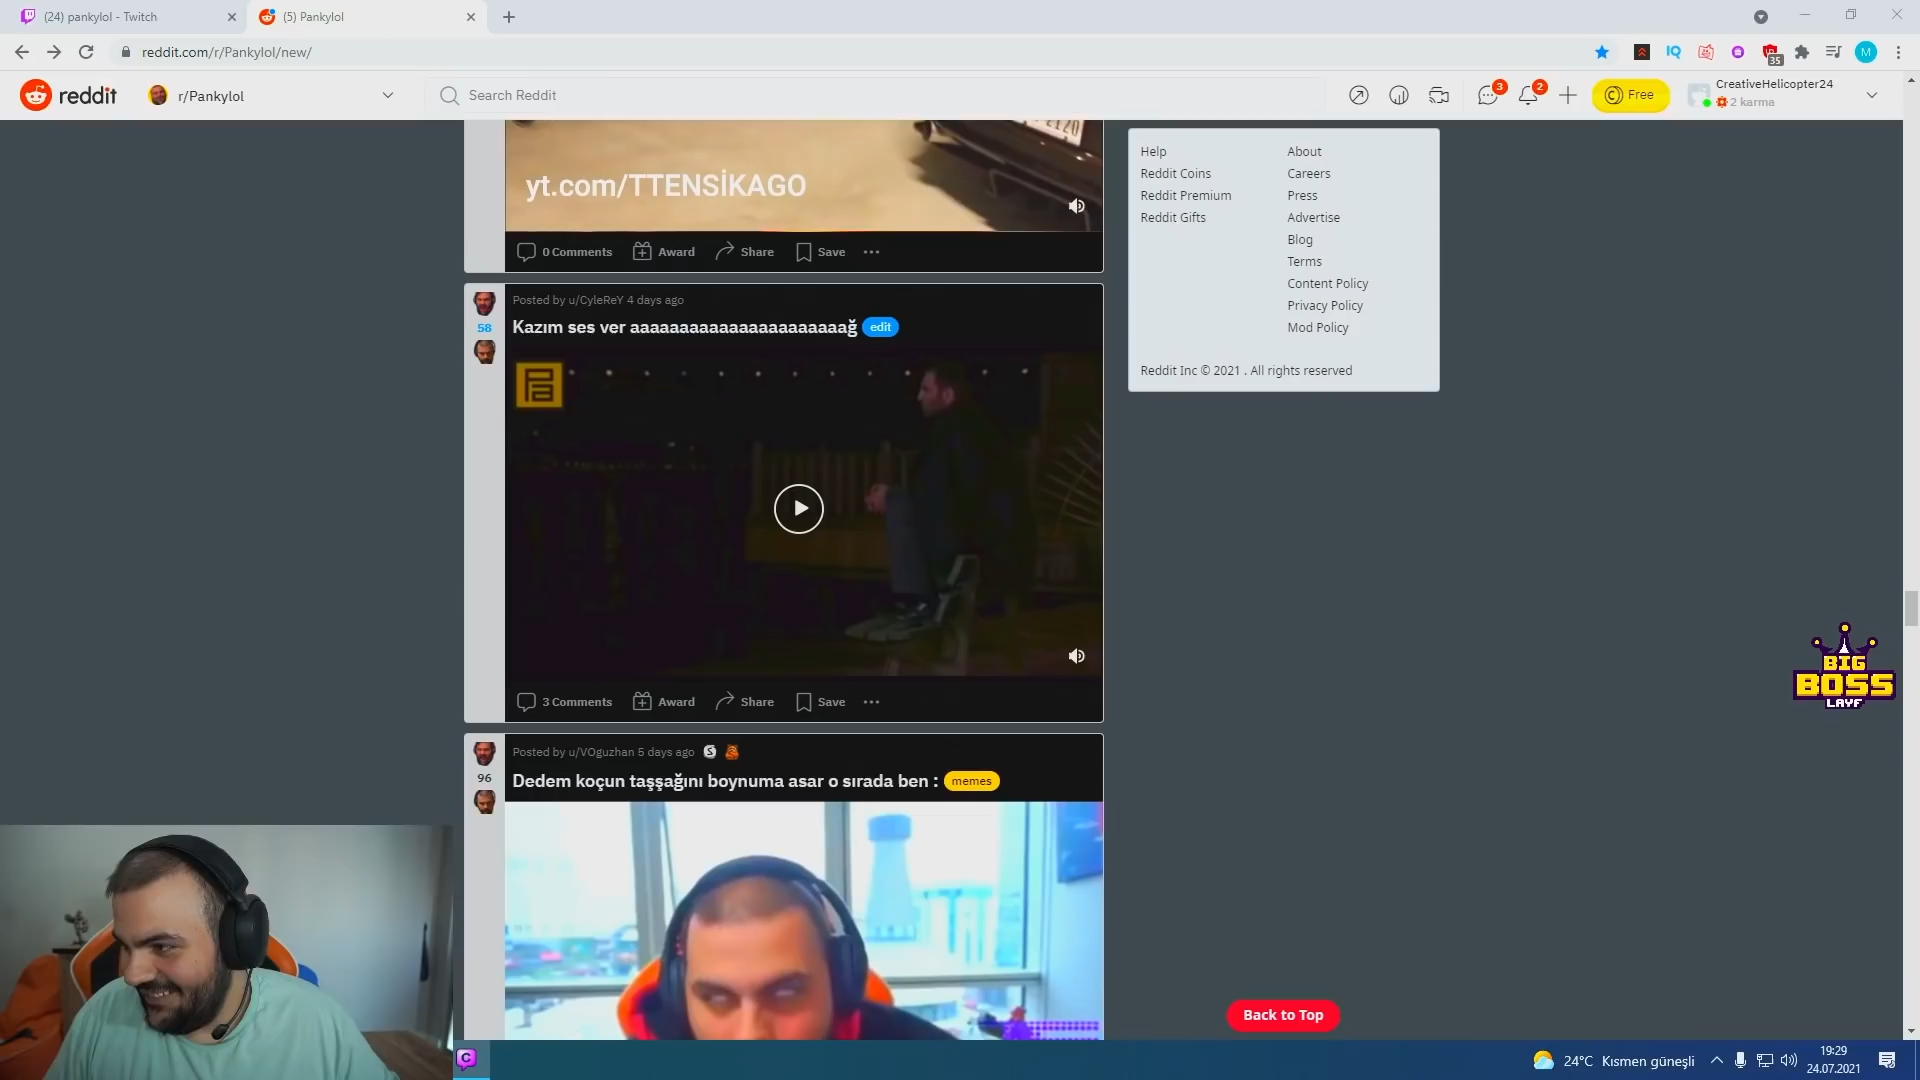 (24) pankylol - Twitch
(5) Pankylol
reddit.com/r/Pankylol/new/
IQ
35
M
reddit
r/Pankylol
Search Reddit
3
2
Free
CreativeHelicopter24
2 karma
yt.com/TTENSİKAGO
0 Comments
Award
Share
Save
Help
Reddit Coins
Reddit Premium
Reddit Gifts
About
Careers
Press
Advertise
Blog
Terms
Content Policy
Privacy Policy
Mod Policy
Reddit Inc © 2021 . All rights reserved
Posted by u/CyleReY 4 days ago
58
Kazım ses ver aaaaaaaaaaaaaaaaaaaaaağ edit
3 Comments
Award
Share
Save
BIG
BOSS
LAYF
Posted by u/VOguzhan 5 days ago
96
Dedem koçun taşşağını boynuma asar o sırada ben : memes
Back to Top
24°C Kısmen güneşli
19:29
24.07.2021